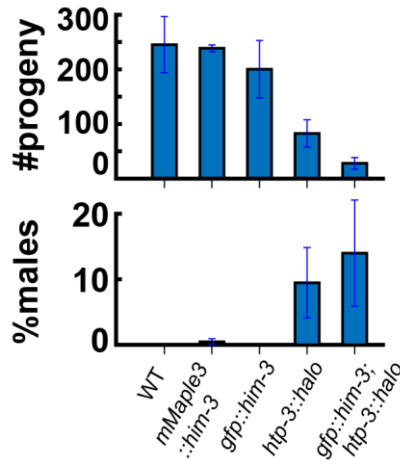 #progeny
300
200
100
0
%males
20
10
0
WT
mMaple3
::him-3
gfp::him-3
htp-3::halo
gfp::him-3;
htp-3::halo